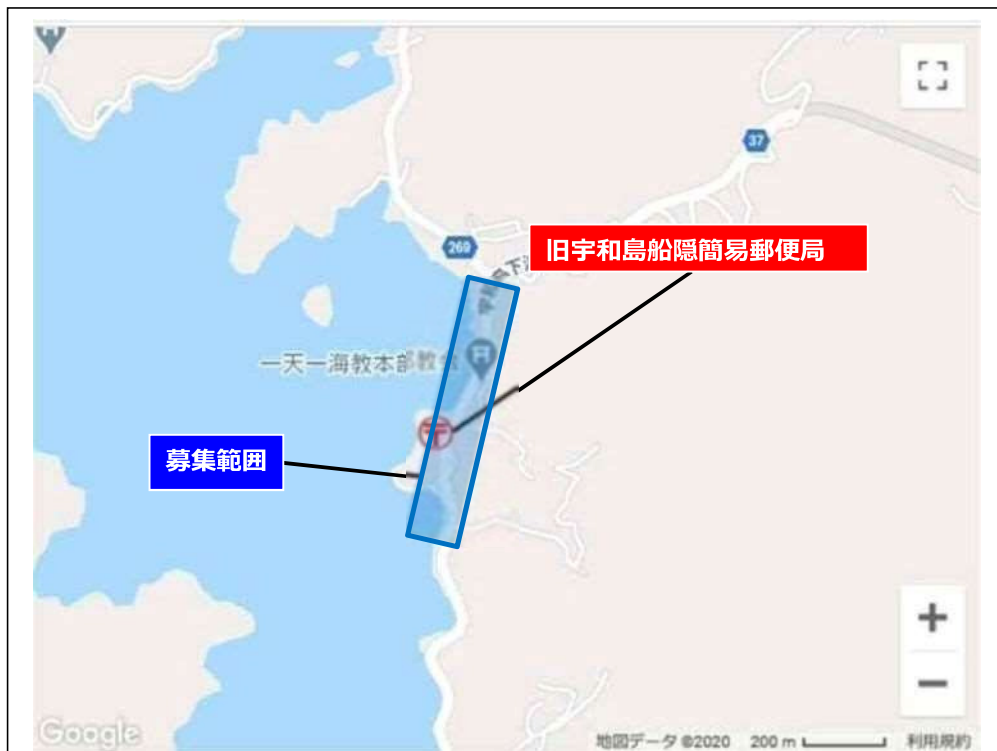 37
269
旧宇和島船隠簡易郵便局
一天一海教本部教会
〒
募集範囲
Google
地図データ ©2020 200 m 利用規約